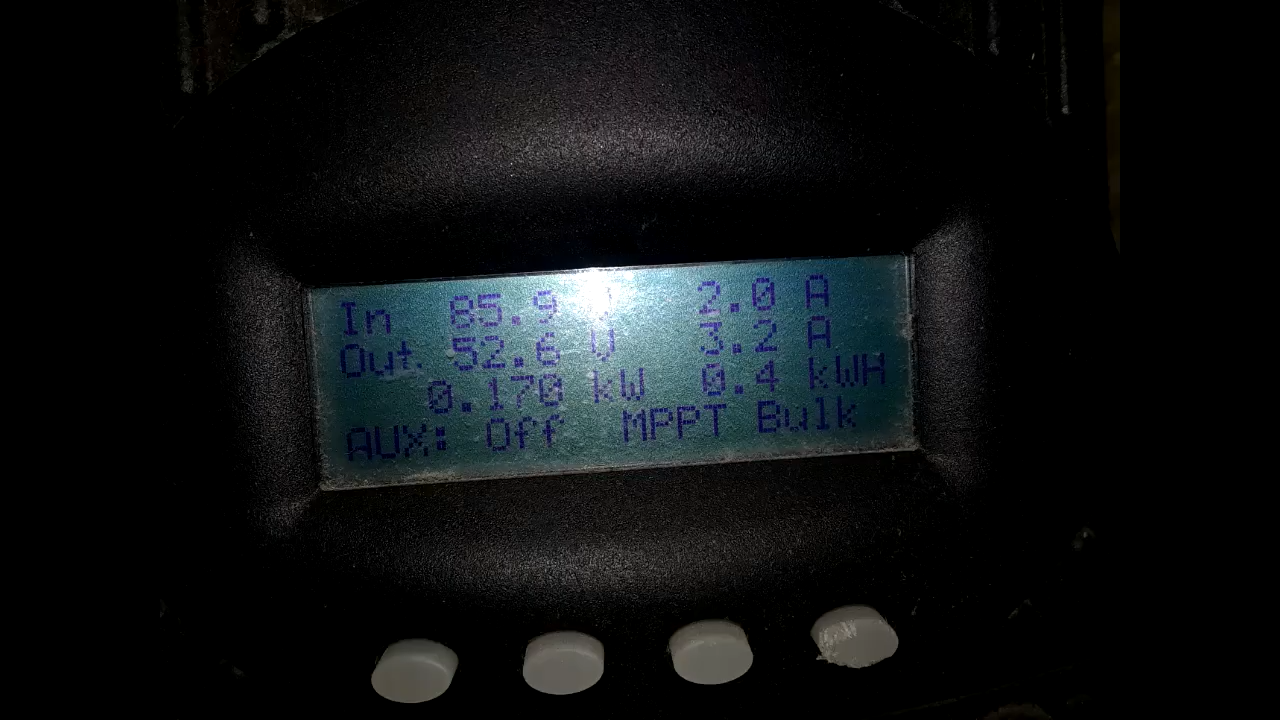 In 85.9 V 2.0 A
Out 52.6 V 3.2 A
0.170 kW 0.4 kWH
AUX: Off MPPT Bulk